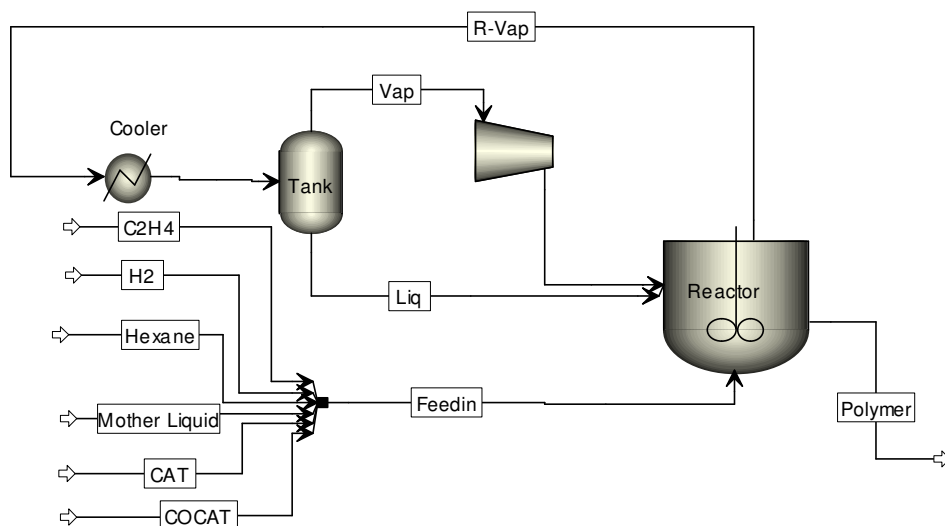 R-Vap
Vap
Cooler
Tank
C2H4
H2
Liq
Reactor
Hexane
Feedin
Polymer
Mother Liquid
CAT
COCAT